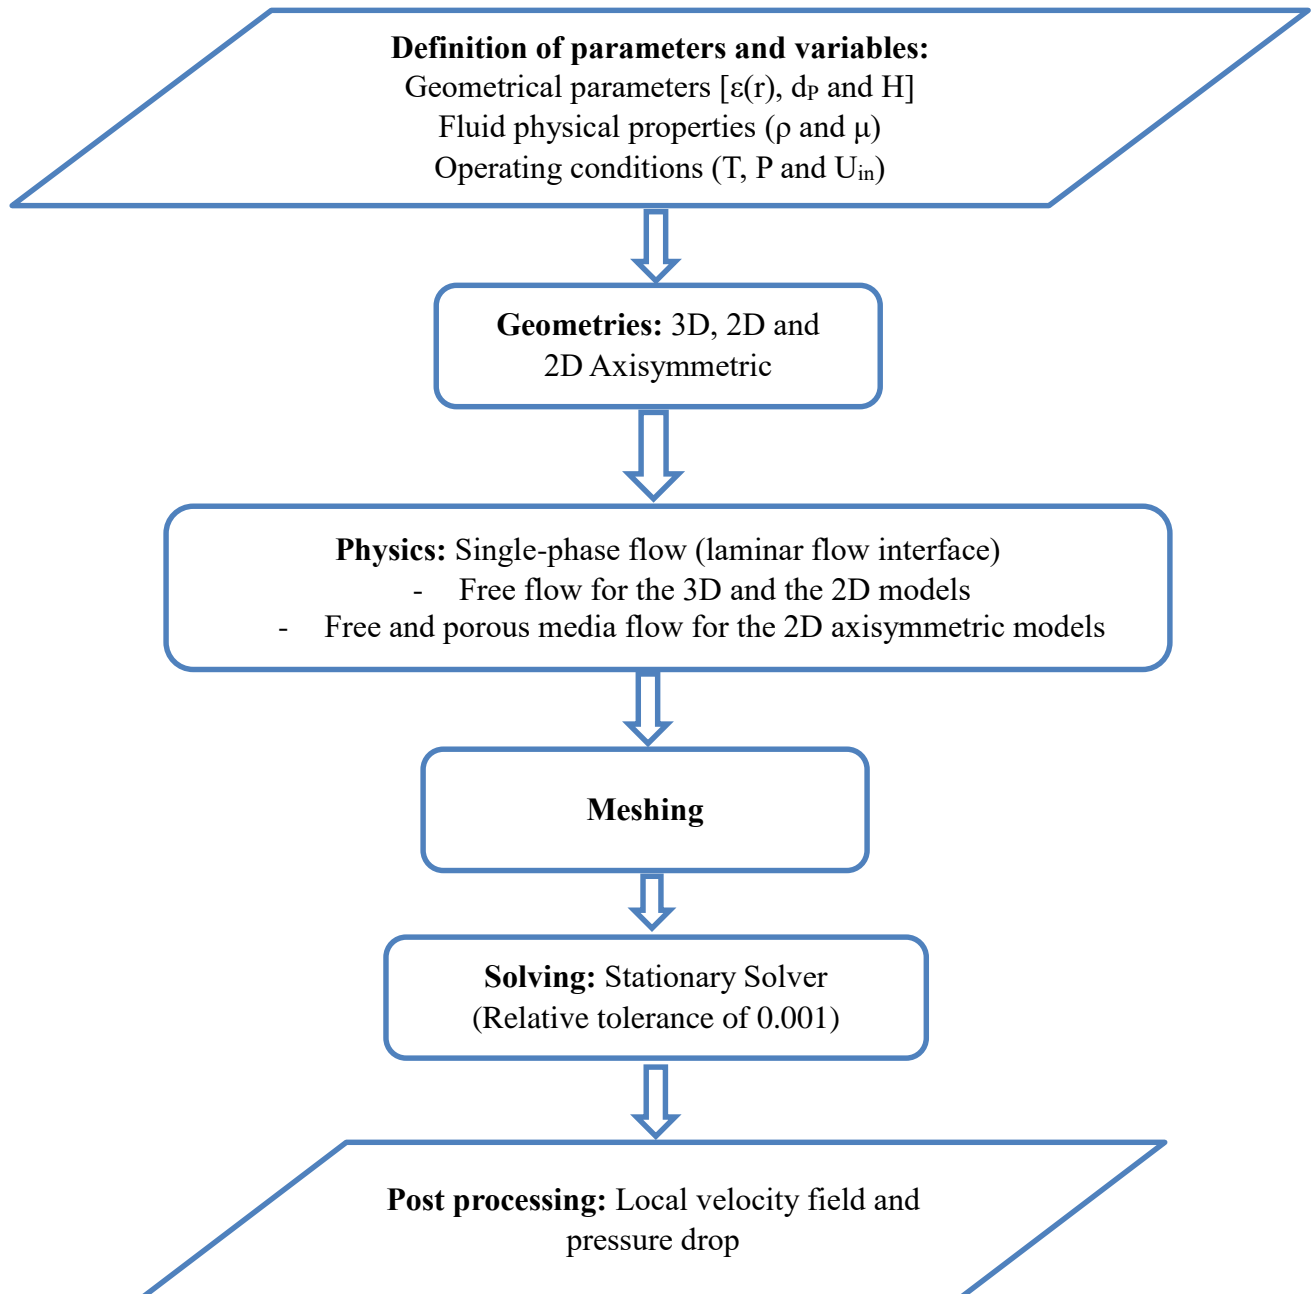 Definition of parameters and variables:
Geometrical parameters [ε(r), dP and H]
Fluid physical properties (ρ and μ)
Operating conditions (T, P and Uin)
Geometries: 3D, 2D and
2D Axisymmetric
Physics: Single-phase flow (laminar flow interface)
- Free flow for the 3D and the 2D models
- Free and porous media flow for the 2D axisymmetric models
Meshing
Solving: Stationary Solver
(Relative tolerance of 0.001)
Post processing: Local velocity field and
pressure drop